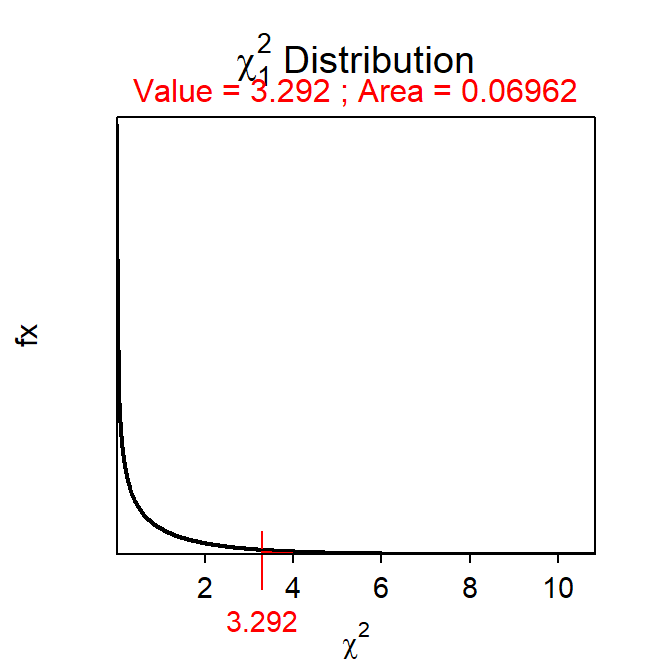 χ²₁ Distribution
Value = 3.292 ; Area = 0.06962
fx
2 4 6 8 10
3.292
χ²